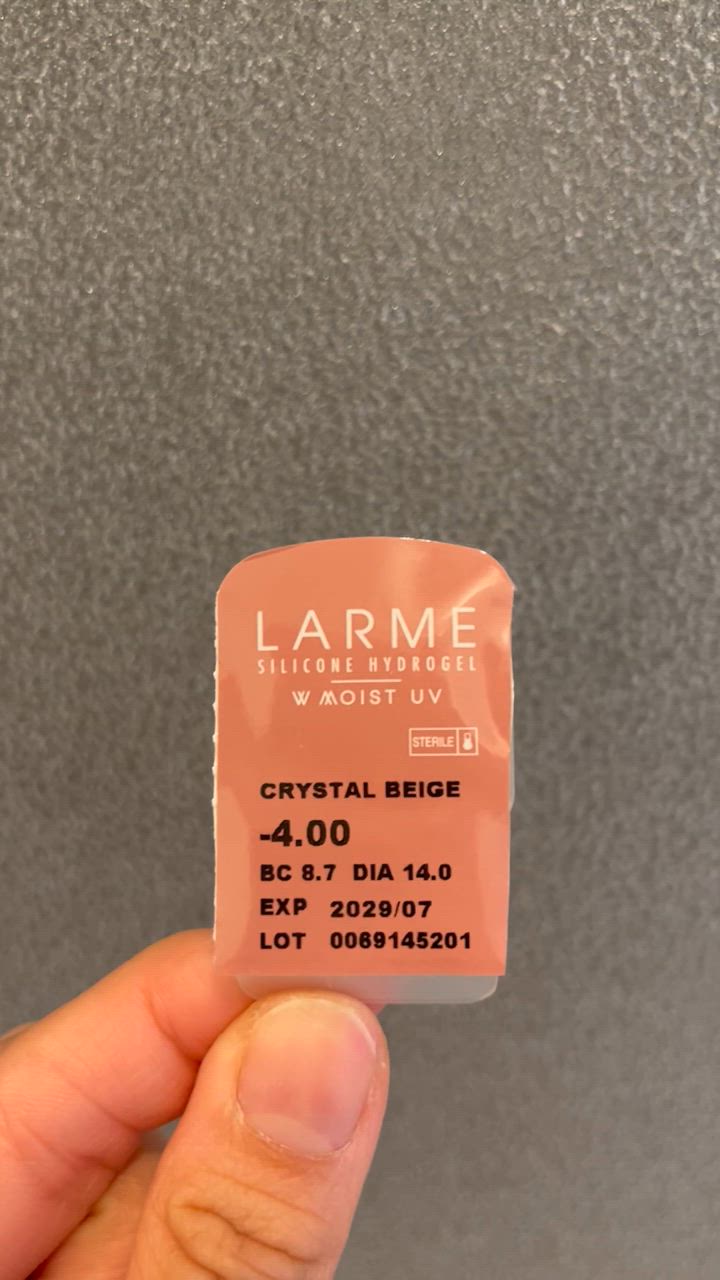 LARME
SILICONE HYDROGEL
W MOIST UV
STERILE
CRYSTAL BEIGE
-4.00
BC 8.7 DIA 14.0
EXP 2029/07
LOT 0069145201